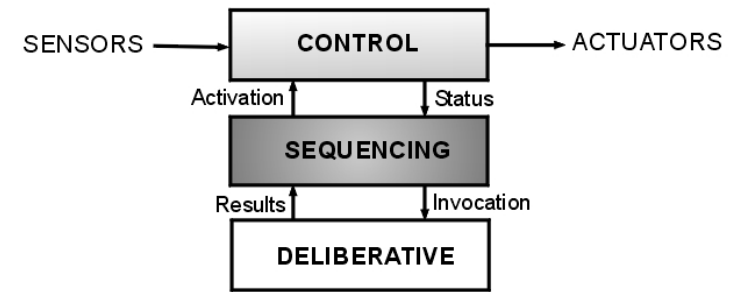 SENSORS
CONTROL
ACTUATORS
Activation
Status
SEQUENCING
Results
Invocation
DELIBERATIVE